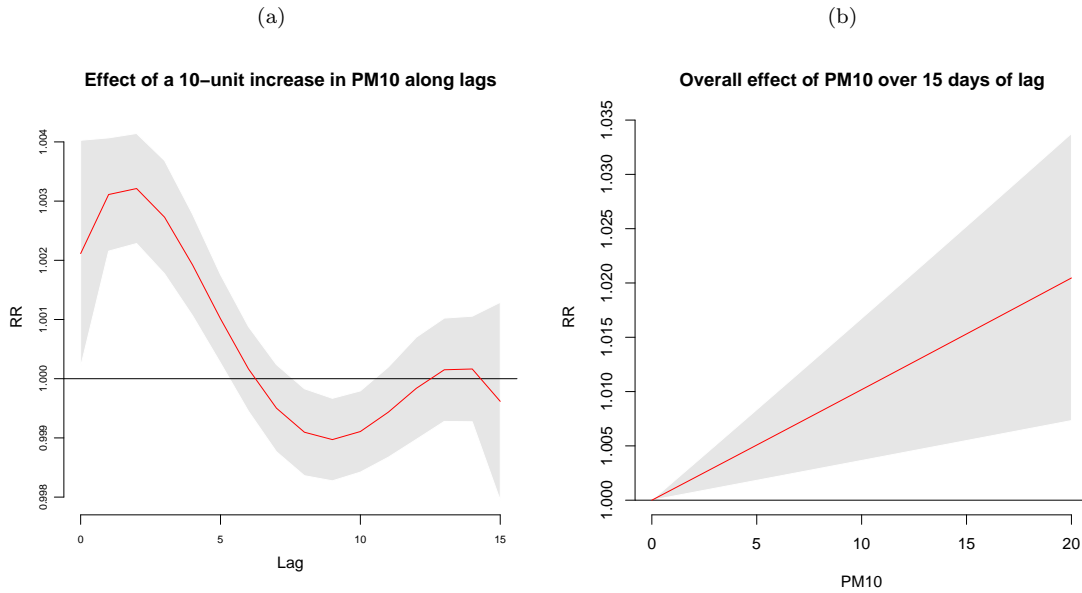 (a)
Effect of a 10−unit increase in PM10 along lags
RR
1.004
1.003
1.002
1.001
1.000
0.999
0.998
0 5 10 15
Lag
(b)
Overall effect of PM10 over 15 days of lag
RR
1.035
1.030
1.025
1.020
1.015
1.010
1.005
1.000
0 5 10 15 20
PM10